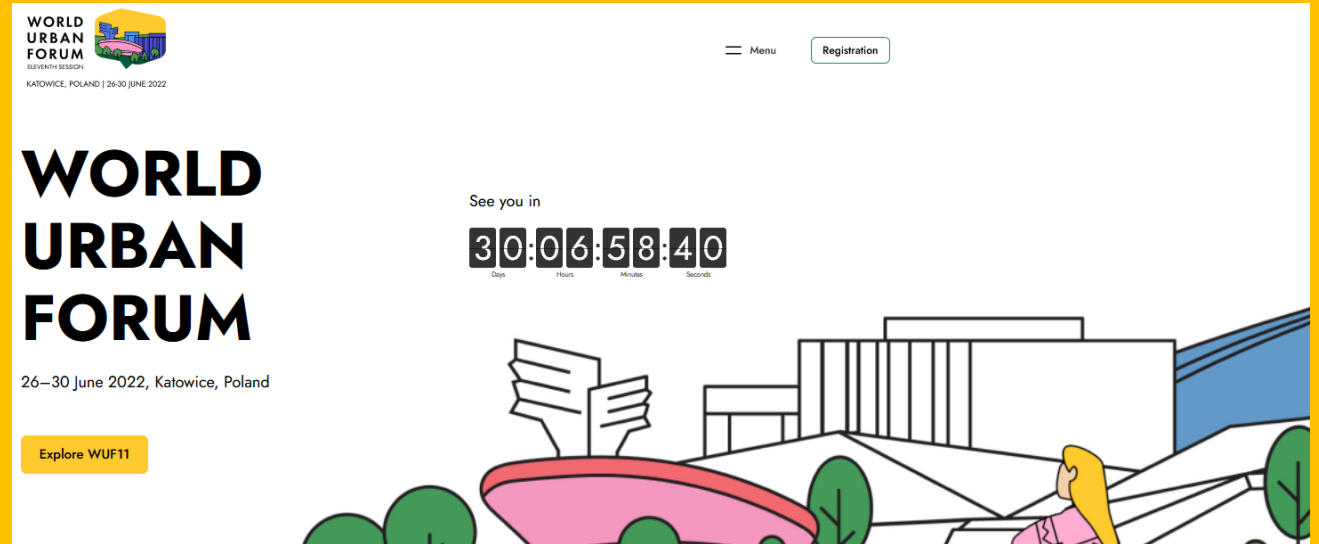 WORLD
URBAN
FORUM
ELEVENTH SESSION
KATOWICE, POLAND | 26-30 JUNE 2022
Menu
Registration
WORLD
URBAN
FORUM
26–30 June 2022, Katowice, Poland
Explore WUF11
See you in
30:06:58:40
Days Hours Minutes Seconds